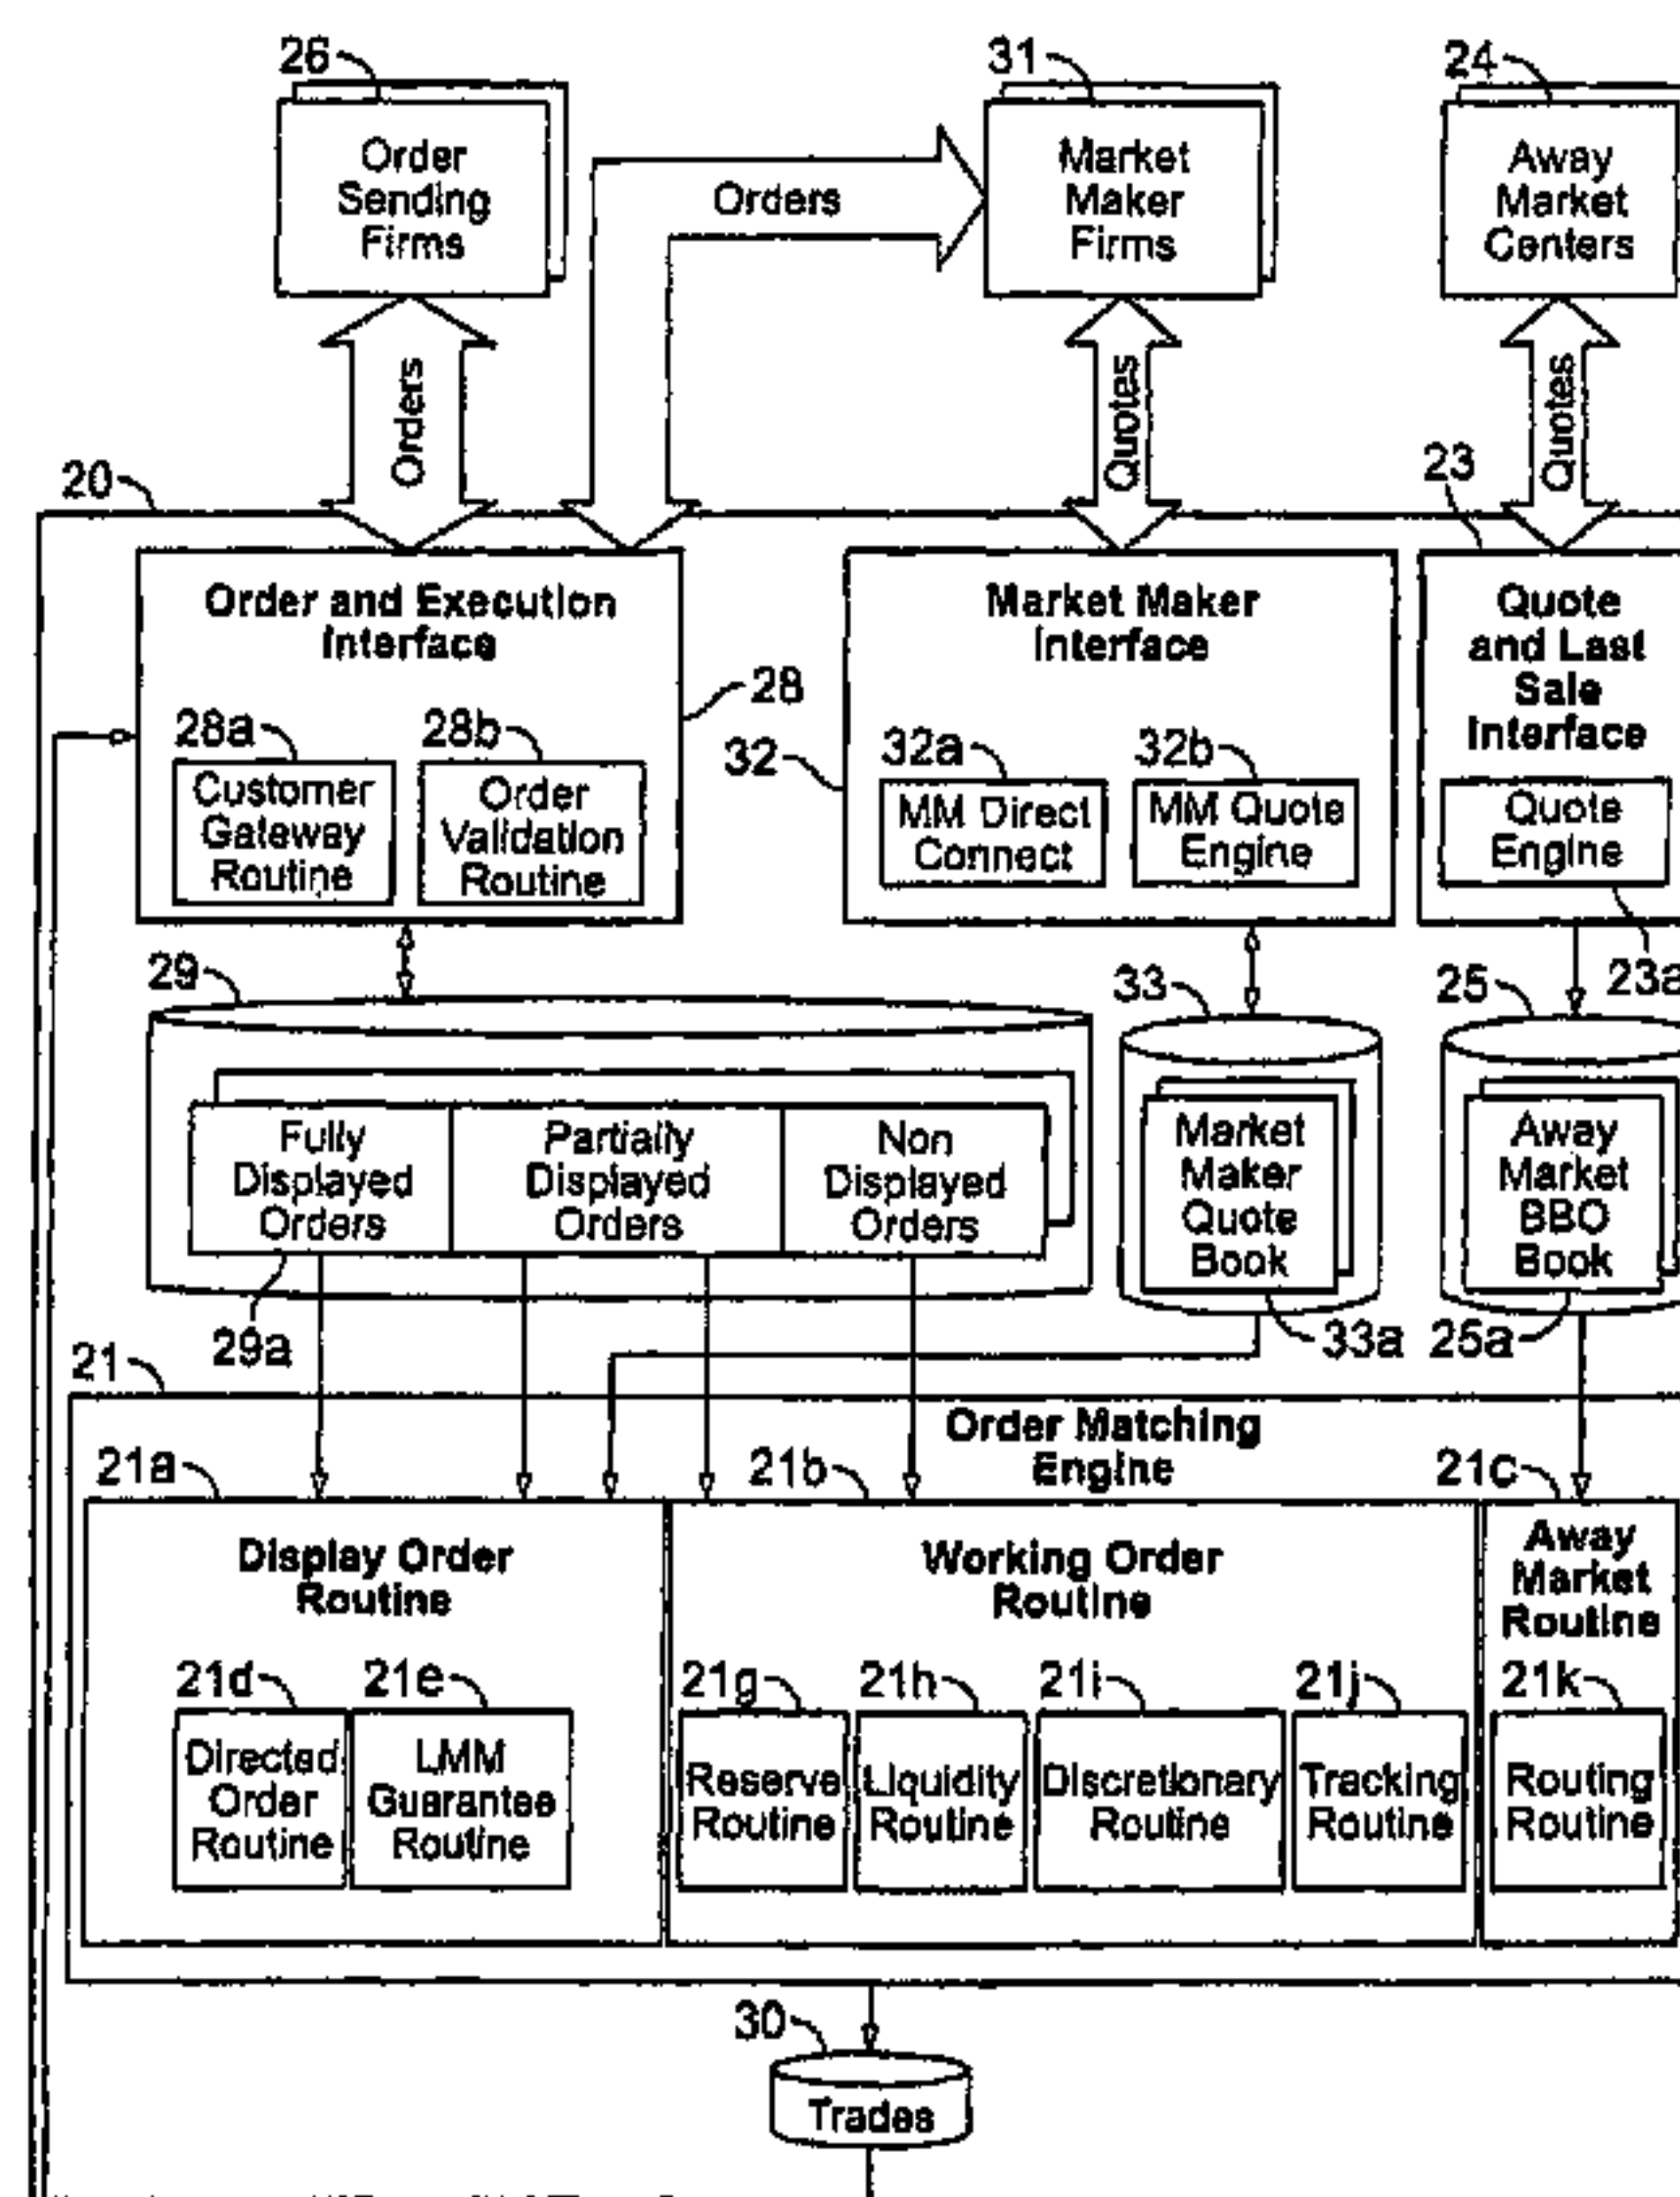 26
31
24
Order
Sending
Firms
Orders
Market
Maker
Firms
Away
Market
Centers
Orders
Quotes
Quotes
20
23
Order and Execution
Interface
Market Maker
Interface
Quote
and Last
Sale
Interface
28
28a
28b
32
32a
32b
Customer
Gateway
Routine
Order
Validation
Routine
MM Direct
Connect
MM Quote
Engine
Quote
Engine
29
33
25
23a
Fully
Displayed
Orders
Partially
Displayed
Orders
Non
Displayed
Orders
Market
Maker
Quote
Book
Away
Market
BBO
Book
29a
33a
25a
21
Order Matching
Engine
21a
21b
21c
Display Order
Routine
Working Order
Routine
Away
Market
Routine
21d
21e
21g
21h
21i
21j
21k
Directed
Order
Routine
LMM
Guarantee
Routine
Reserve
Routine
Liquidity
Routine
Discretionary
Routine
Tracking
Routine
Routing
Routine
30
Trades